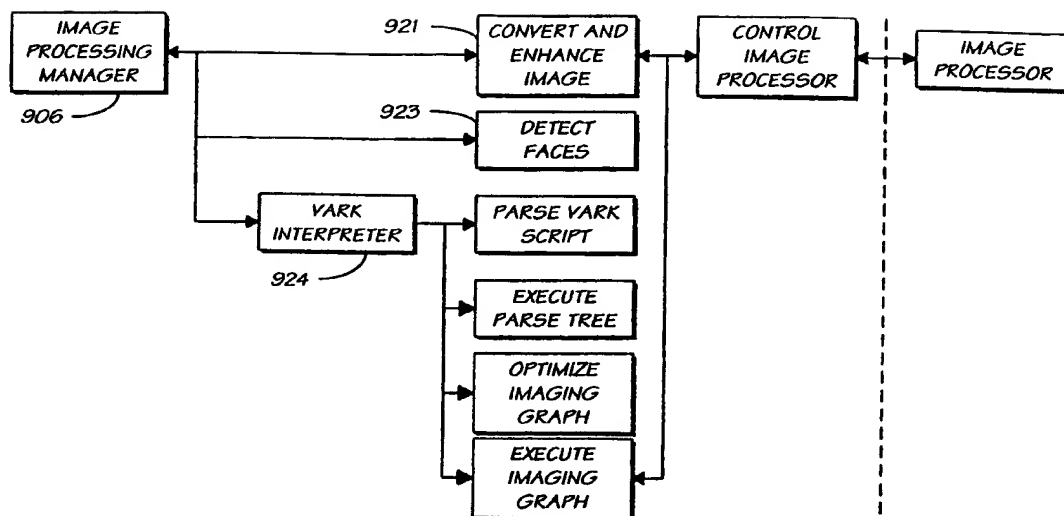 IMAGE
PROCESSING
MANAGER
906
921
CONVERT AND
ENHANCE
IMAGE
CONTROL
IMAGE
PROCESSOR
IMAGE
PROCESSOR
923
DETECT
FACES
VARK
INTERPRETER
924
PARSE VARK
SCRIPT
EXECUTE
PARSE TREE
OPTIMIZE
IMAGING
GRAPH
EXECUTE
IMAGING
GRAPH